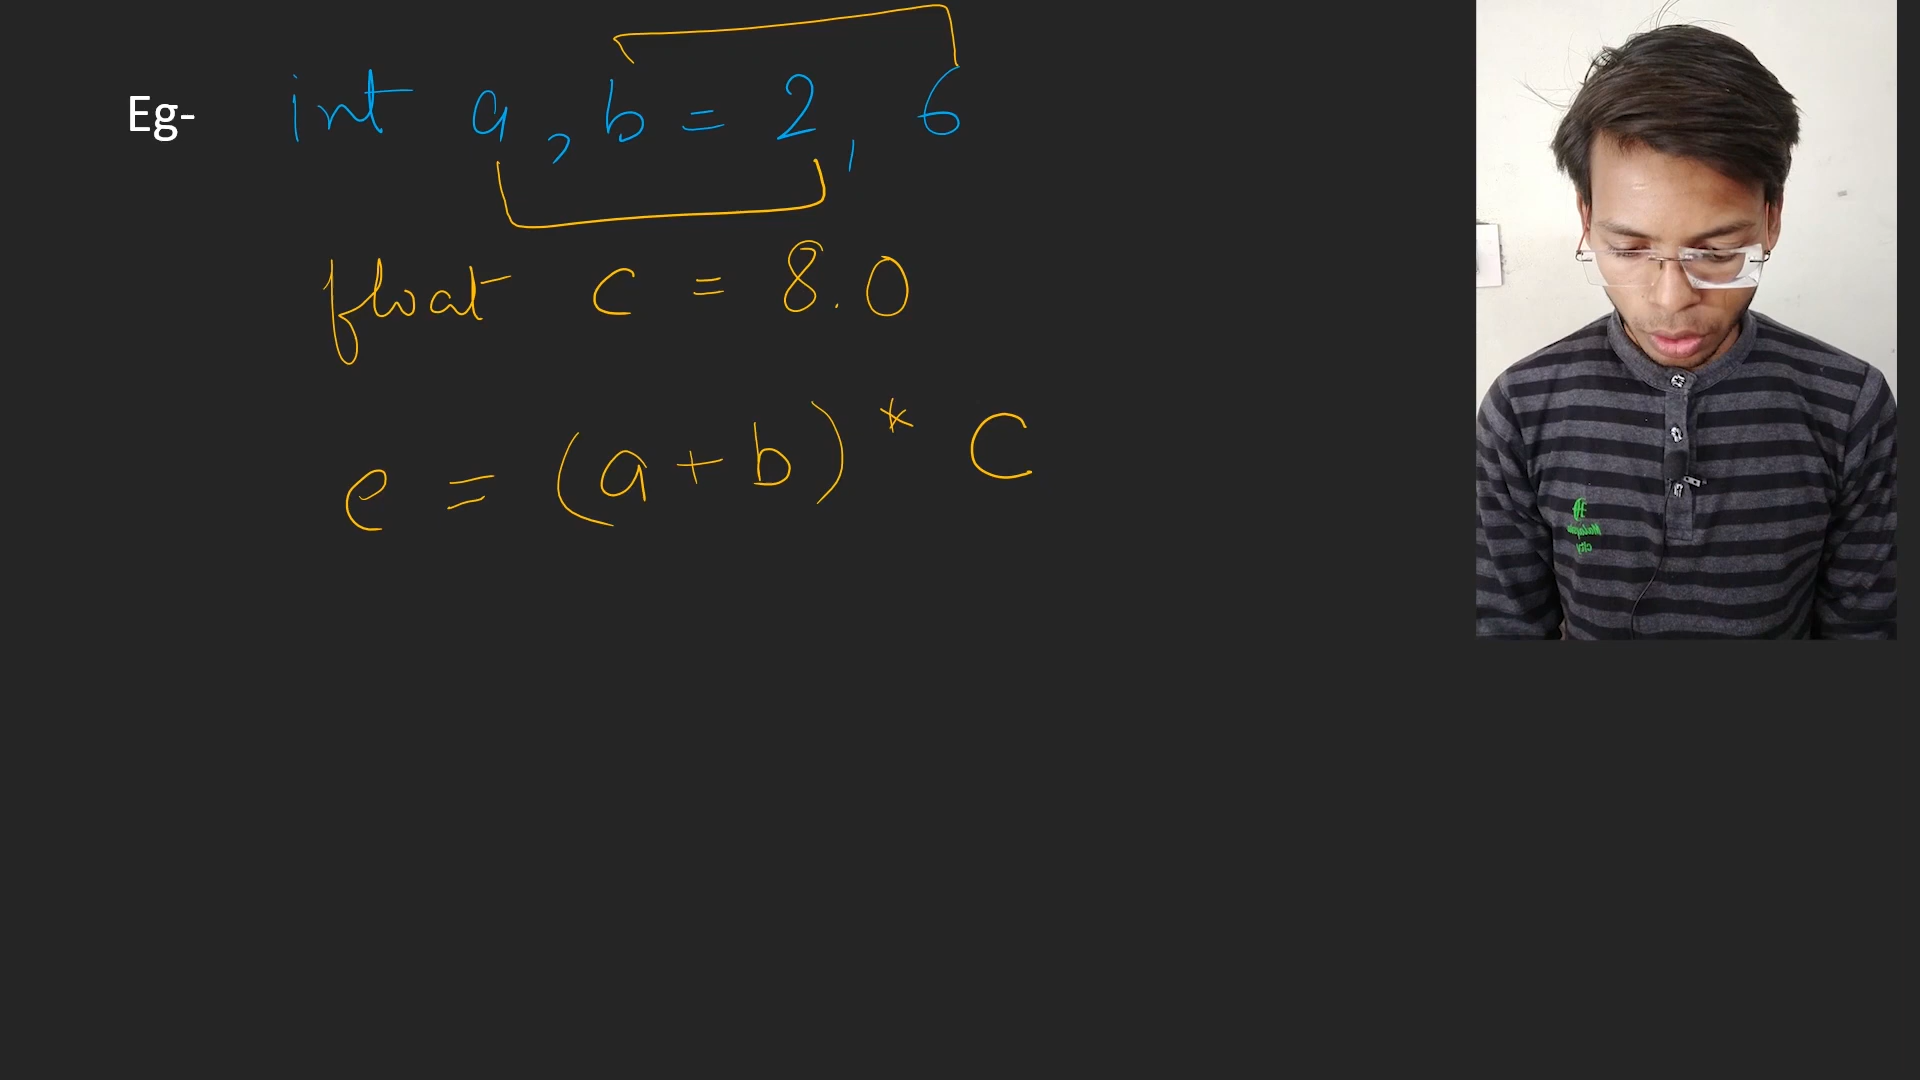 Eg- int a, b = 2, 6
float c = 8.0
e = (a + b) * C